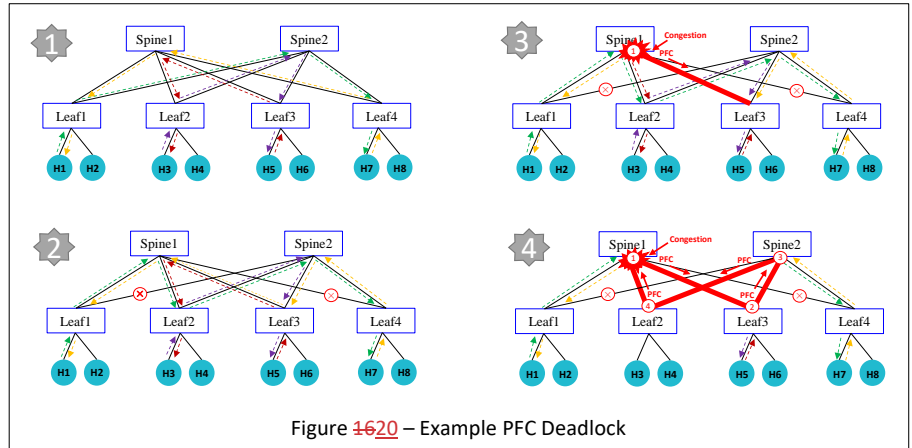 1
Spine1 Spine2
Leaf1 Leaf2 Leaf3 Leaf4
H1 H2 H3 H4 H5 H6 H7 H8
3
Congestion
Spine1 Spine2
1 PFC
Leaf1 Leaf2 Leaf3 Leaf4
H1 H2 H3 H4 H5 H6 H7 H8
2
Spine1 Spine2
Leaf1 Leaf2 Leaf3 Leaf4
H1 H2 H3 H4 H5 H6 H7 H8
4
Congestion
Spine1 Spine2
1 PFC PFC 3
PFC PFC
4 2
Leaf1 Leaf2 Leaf3 Leaf4
H1 H2 H3 H4 H5 H6 H7 H8
Figure 1620 – Example PFC Deadlock